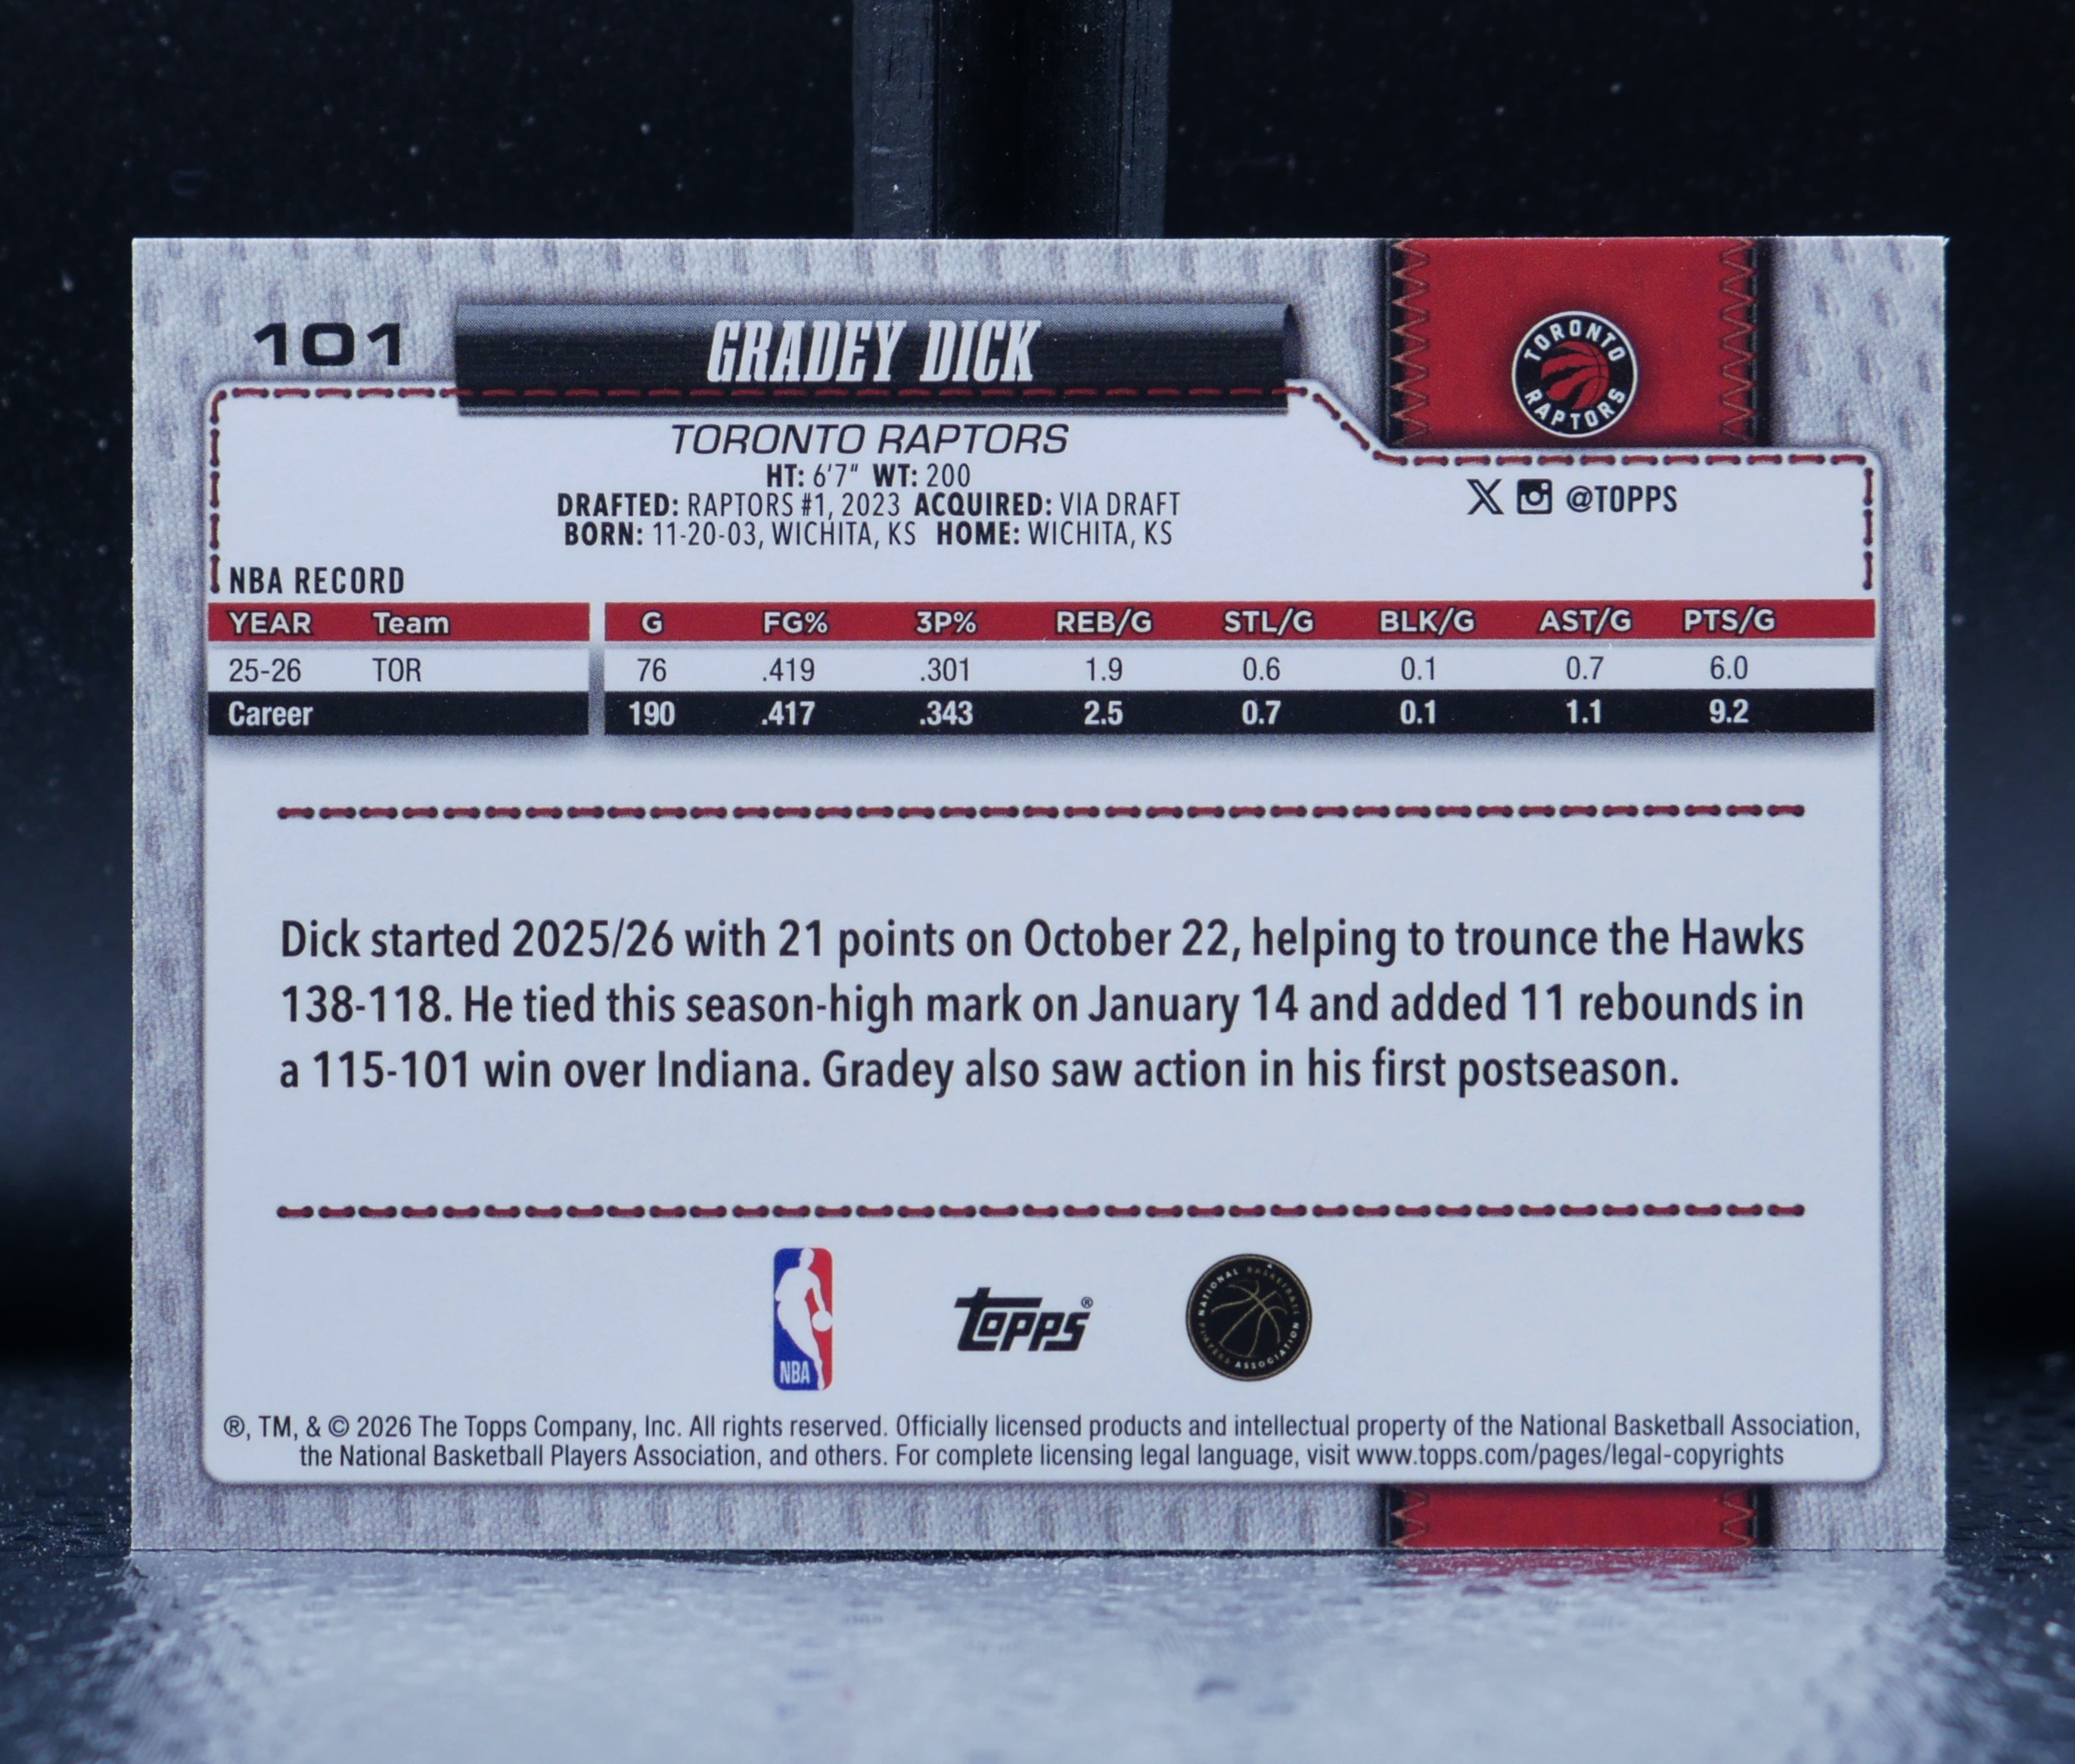 101
GRADEY DICK
TORONTO RAPTORS
TORONTO RAPTORS
HT: 6'7" WT: 200
DRAFTED: RAPTORS #1, 2023 ACQUIRED: VIA DRAFT
BORN: 11-20-03, WICHITA, KS HOME: WICHITA, KS
X @TOPPS
NBA RECORD
YEAR Team G FG% 3P% REB/G STL/G BLK/G AST/G PTS/G
25-26 TOR 76 .419 .301 1.9 0.6 0.1 0.7 6.0
Career 190 .417 .343 2.5 0.7 0.1 1.1 9.2
Dick started 2025/26 with 21 points on October 22, helping to trounce the Hawks
138-118. He tied this season-high mark on January 14 and added 11 rebounds in
a 115-101 win over Indiana. Gradey also saw action in his first postseason.
NBA
topps®
NATIONAL BASKETBALL PLAYERS ASSOCIATION
®, TM, & © 2026 The Topps Company, Inc. All rights reserved. Officially licensed products and intellectual property of the National Basketball Association,
the National Basketball Players Association, and others. For complete licensing legal language, visit www.topps.com/pages/legal-copyrights